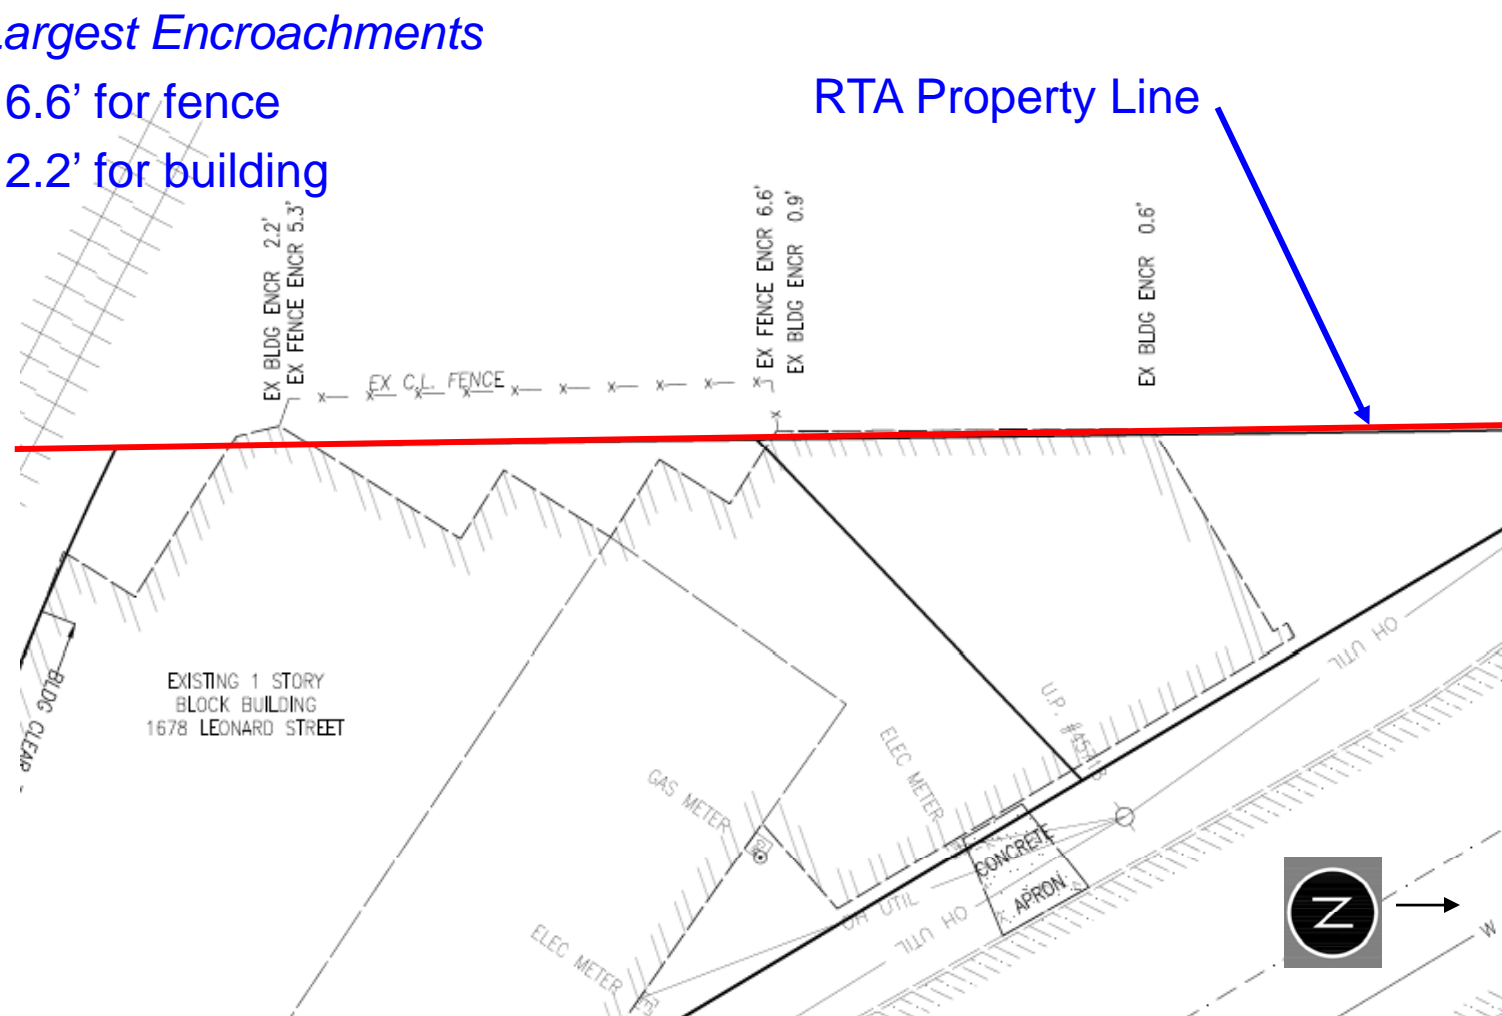 Largest Encroachments
6.6’ for fence
2.2’ for building
RTA Property Line
EX BLDG ENCR 2.2'
EX FENCE ENCR 5.3'
EX FENCE ENCR 6.6'
EX BLDG ENCR 0.9'
EX BLDG ENCR 0.6'
EX C.L. FENCE
BLDG CLEAR
EXISTING 1 STORY
BLOCK BUILDING
1678 LEONARD STREET
GAS METER
ELEC METER
ELEC METER
U.P.
OH UTIL
OH UTIL
OH UTIL
CONCRETE
APRON
Z
W